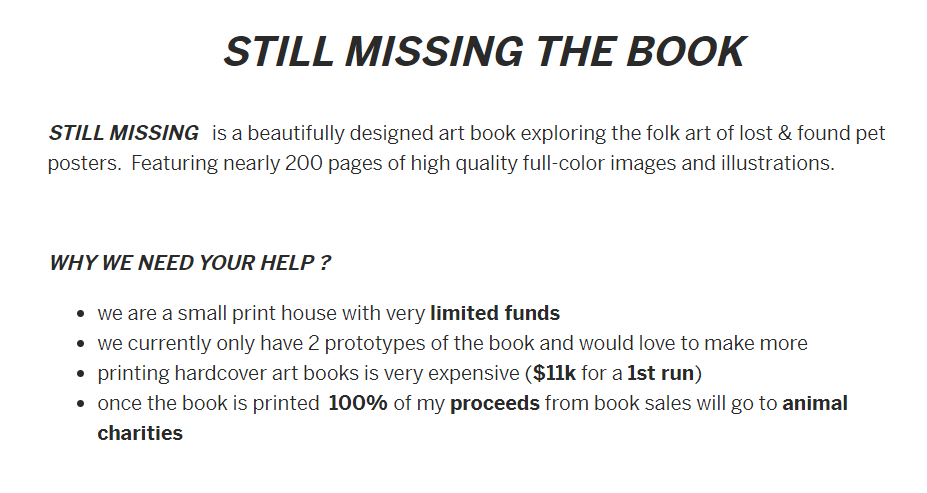 STILL MISSING THE BOOK
STILL MISSING is a beautifully designed art book exploring the folk art of lost & found pet
posters. Featuring nearly 200 pages of high quality full-color images and illustrations.
WHY WE NEED YOUR HELP ?
• we are a small print house with very limited funds
• we currently only have 2 prototypes of the book and would love to make more
• printing hardcover art books is very expensive ($11k for a 1st run)
• once the book is printed 100% of my proceeds from book sales will go to animal
charities